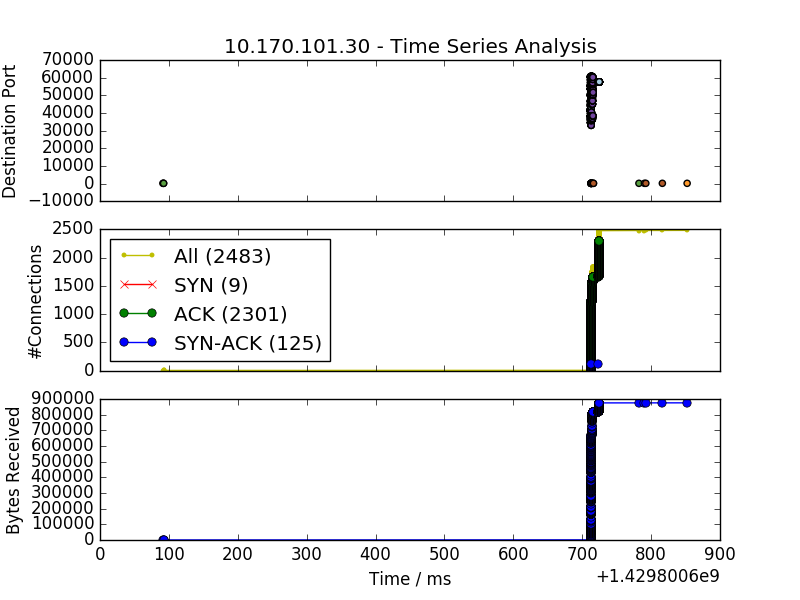 10.170.101.30 - Time Series Analysis
Destination Port
70000
60000
50000
40000
30000
20000
10000
0
−10000
#Connections
2500
2000
1500
1000
500
0
All (2483)
SYN (9)
ACK (2301)
SYN-ACK (125)
Bytes Received
900000
800000
700000
600000
500000
400000
300000
200000
100000
0
0 100 200 300 400 500 600 700 800 900
Time / ms
+1.4298006e9